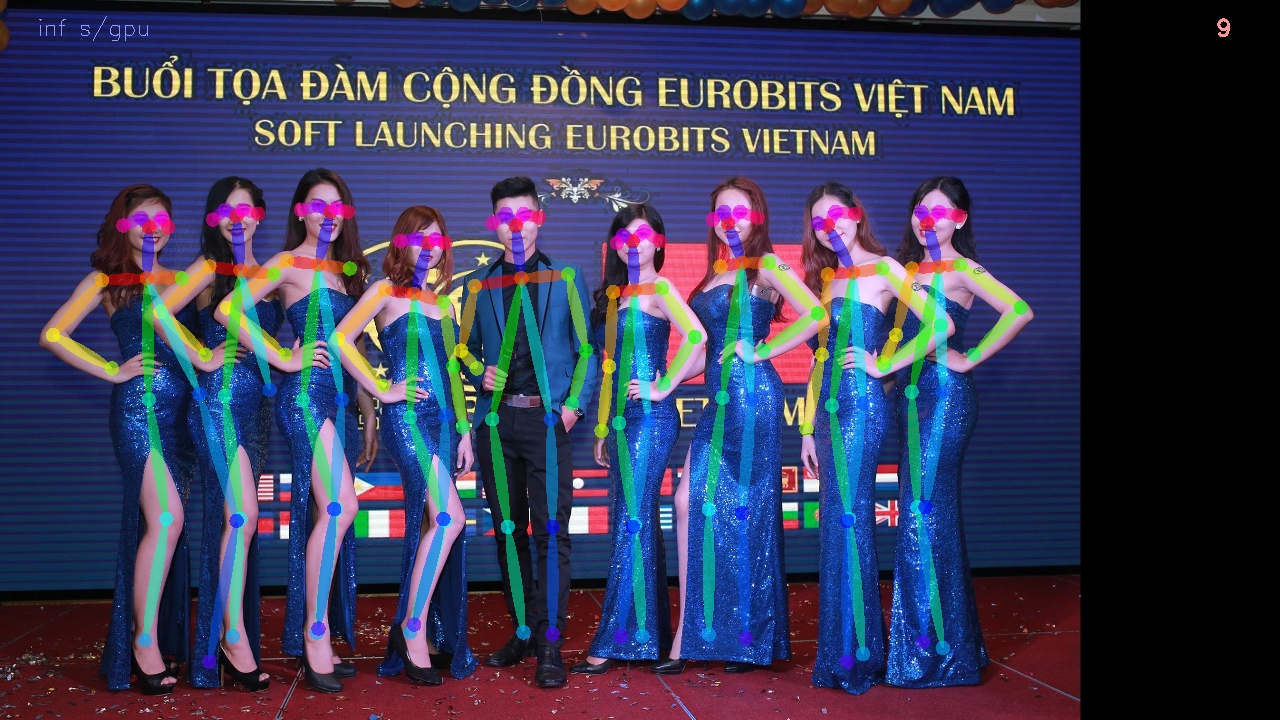 inf s/gpu
9
BUỔI TỌA ĐÀM CỘNG ĐỒNG EUROBITS VIỆT NAM
SOFT LAUNCHING EUROBITS VIETNAM